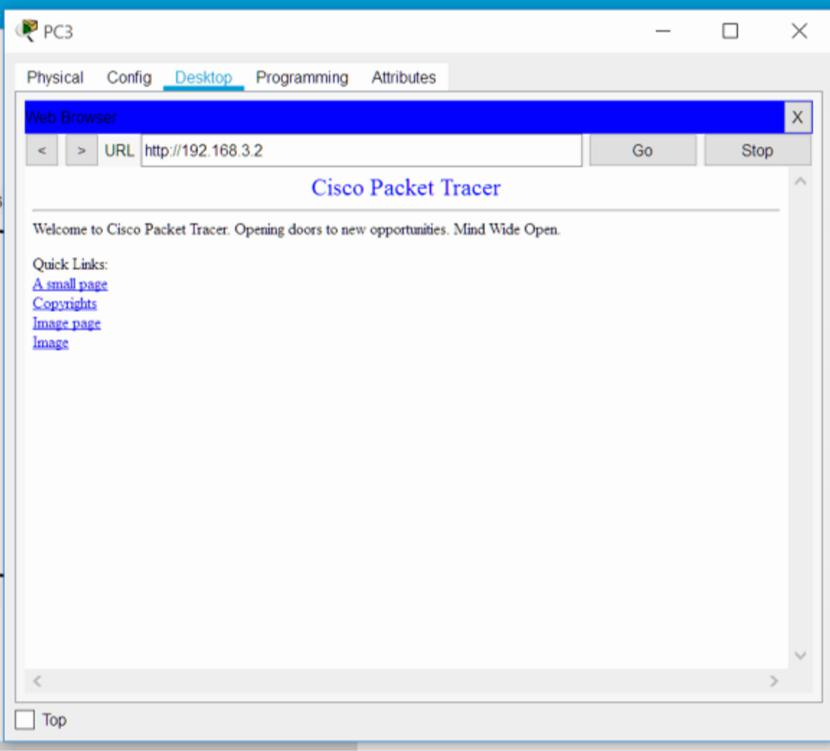 PC3
Physical Config Desktop Programming Attributes
Web Browser X
< > URL http://192.168.3.2 Go Stop
Cisco Packet Tracer
Welcome to Cisco Packet Tracer. Opening doors to new opportunities. Mind Wide Open.
Quick Links:
A small page
Copyrights
Image page
Image
Top